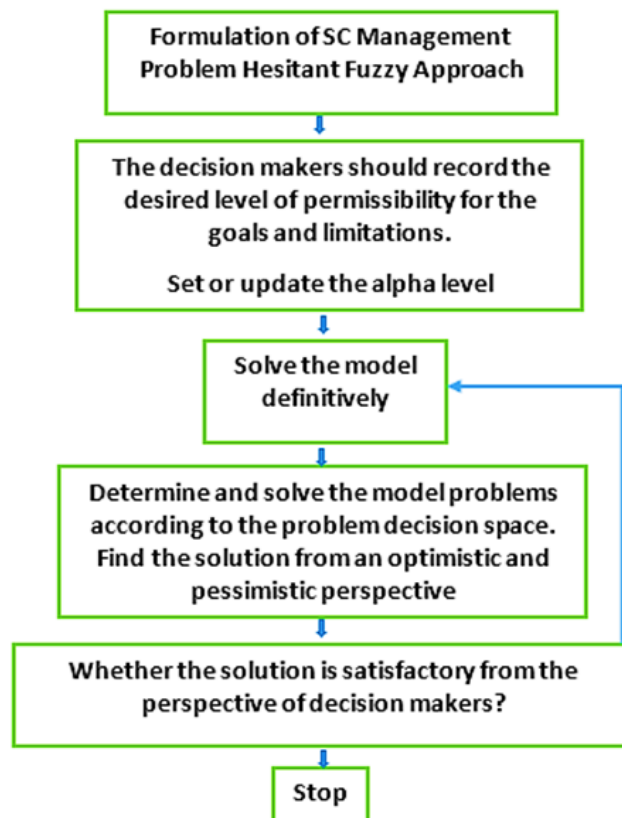 Formulation of SC Management
Problem Hesitant Fuzzy Approach
The decision makers should record the
desired level of permissibility for the
goals and limitations.
Set or update the alpha level
Solve the model
definitively
Determine and solve the model problems
according to the problem decision space.
Find the solution from an optimistic and
pessimistic perspective
Whether the solution is satisfactory from the
perspective of decision makers?
Stop